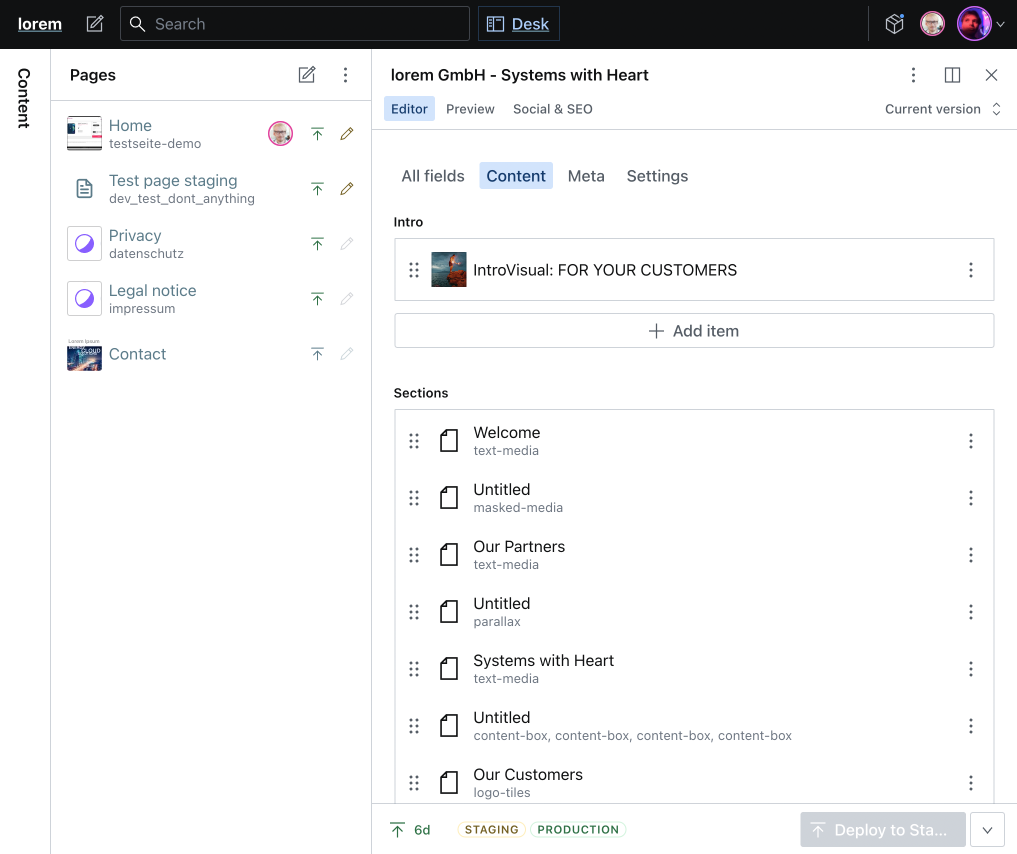 lorem
Search
Desk
Content
Pages
Home
testseite-demo
Test page staging
dev_test_dont_anything
Privacy
datenschutz
Legal notice
impressum
Contact
lorem GmbH - Systems with Heart
Editor
Preview
Social & SEO
Current version
All fields
Content
Meta
Settings
Intro
IntroVisual: FOR YOUR CUSTOMERS
Add item
Sections
Welcome
text-media
Untitled
masked-media
Our Partners
text-media
Untitled
parallax
Systems with Heart
text-media
Untitled
content-box, content-box, content-box, content-box
Our Customers
logo-tiles
6d
STAGING
PRODUCTION
Deploy to Sta...